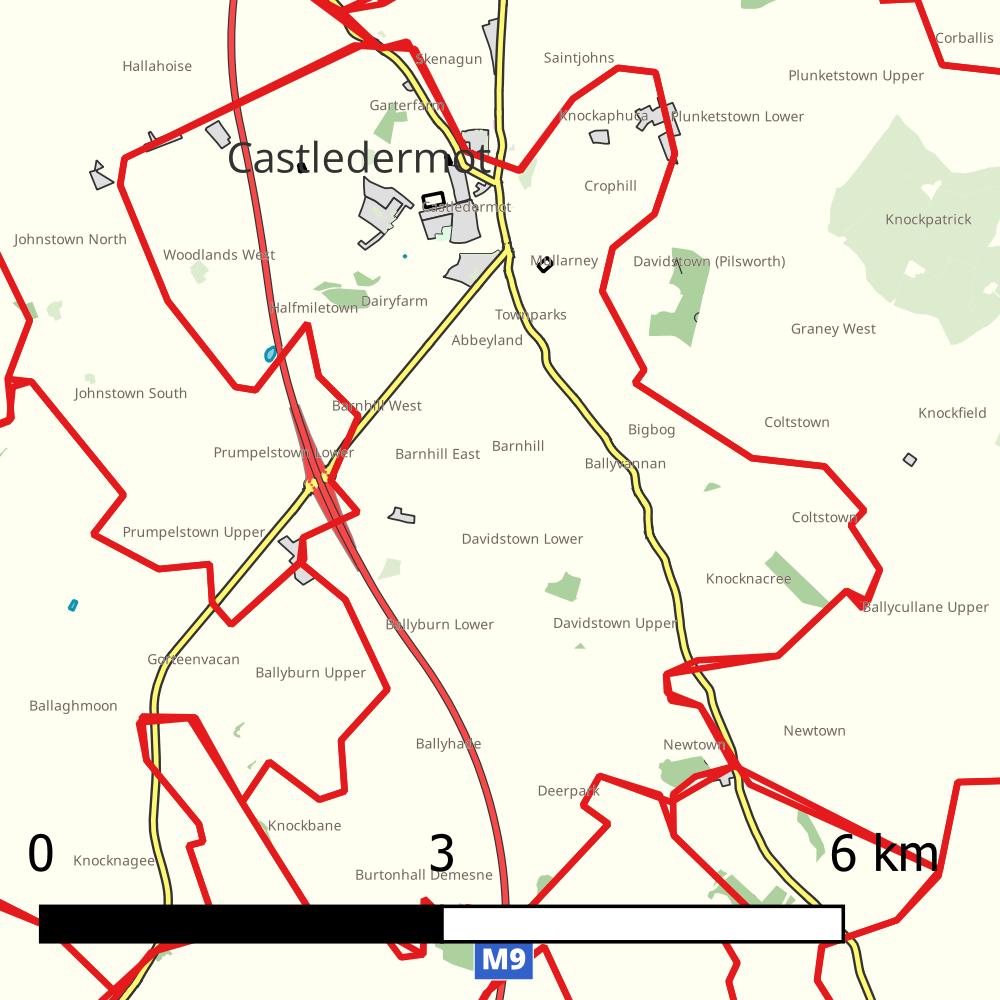 Corballis
Skenagun
Saintjohns
Hallahoise
Plunketstown Upper
Garterfarm
Knockaphuca
Plunketstown Lower
Castledermot
Crophill
Castledermot
Knockpatrick
Johnstown North
Woodlands West
Mullarney
Davidstown (Pilsworth)
Halfmiletown
Dairyfarm
Townparks
Graney West
Abbeyland
Johnstown South
Barnhill West
Knockfield
Coltstown
Bigbog
Barnhill
Prumpelstown Lower
Barnhill East
Ballyvannan
Coltstown
Prumpelstown Upper
Davidstown Lower
Knocknacree
Ballycullane Upper
Ballyburn Lower
Davidstown Upper
Gorteenvacan
Ballyburn Upper
Ballaghmoon
Newtown
Ballyhade
Newtown
Deerpark
Knockbane
0 3 6 km
Knocknagee
Burtonhall Demesne
M9